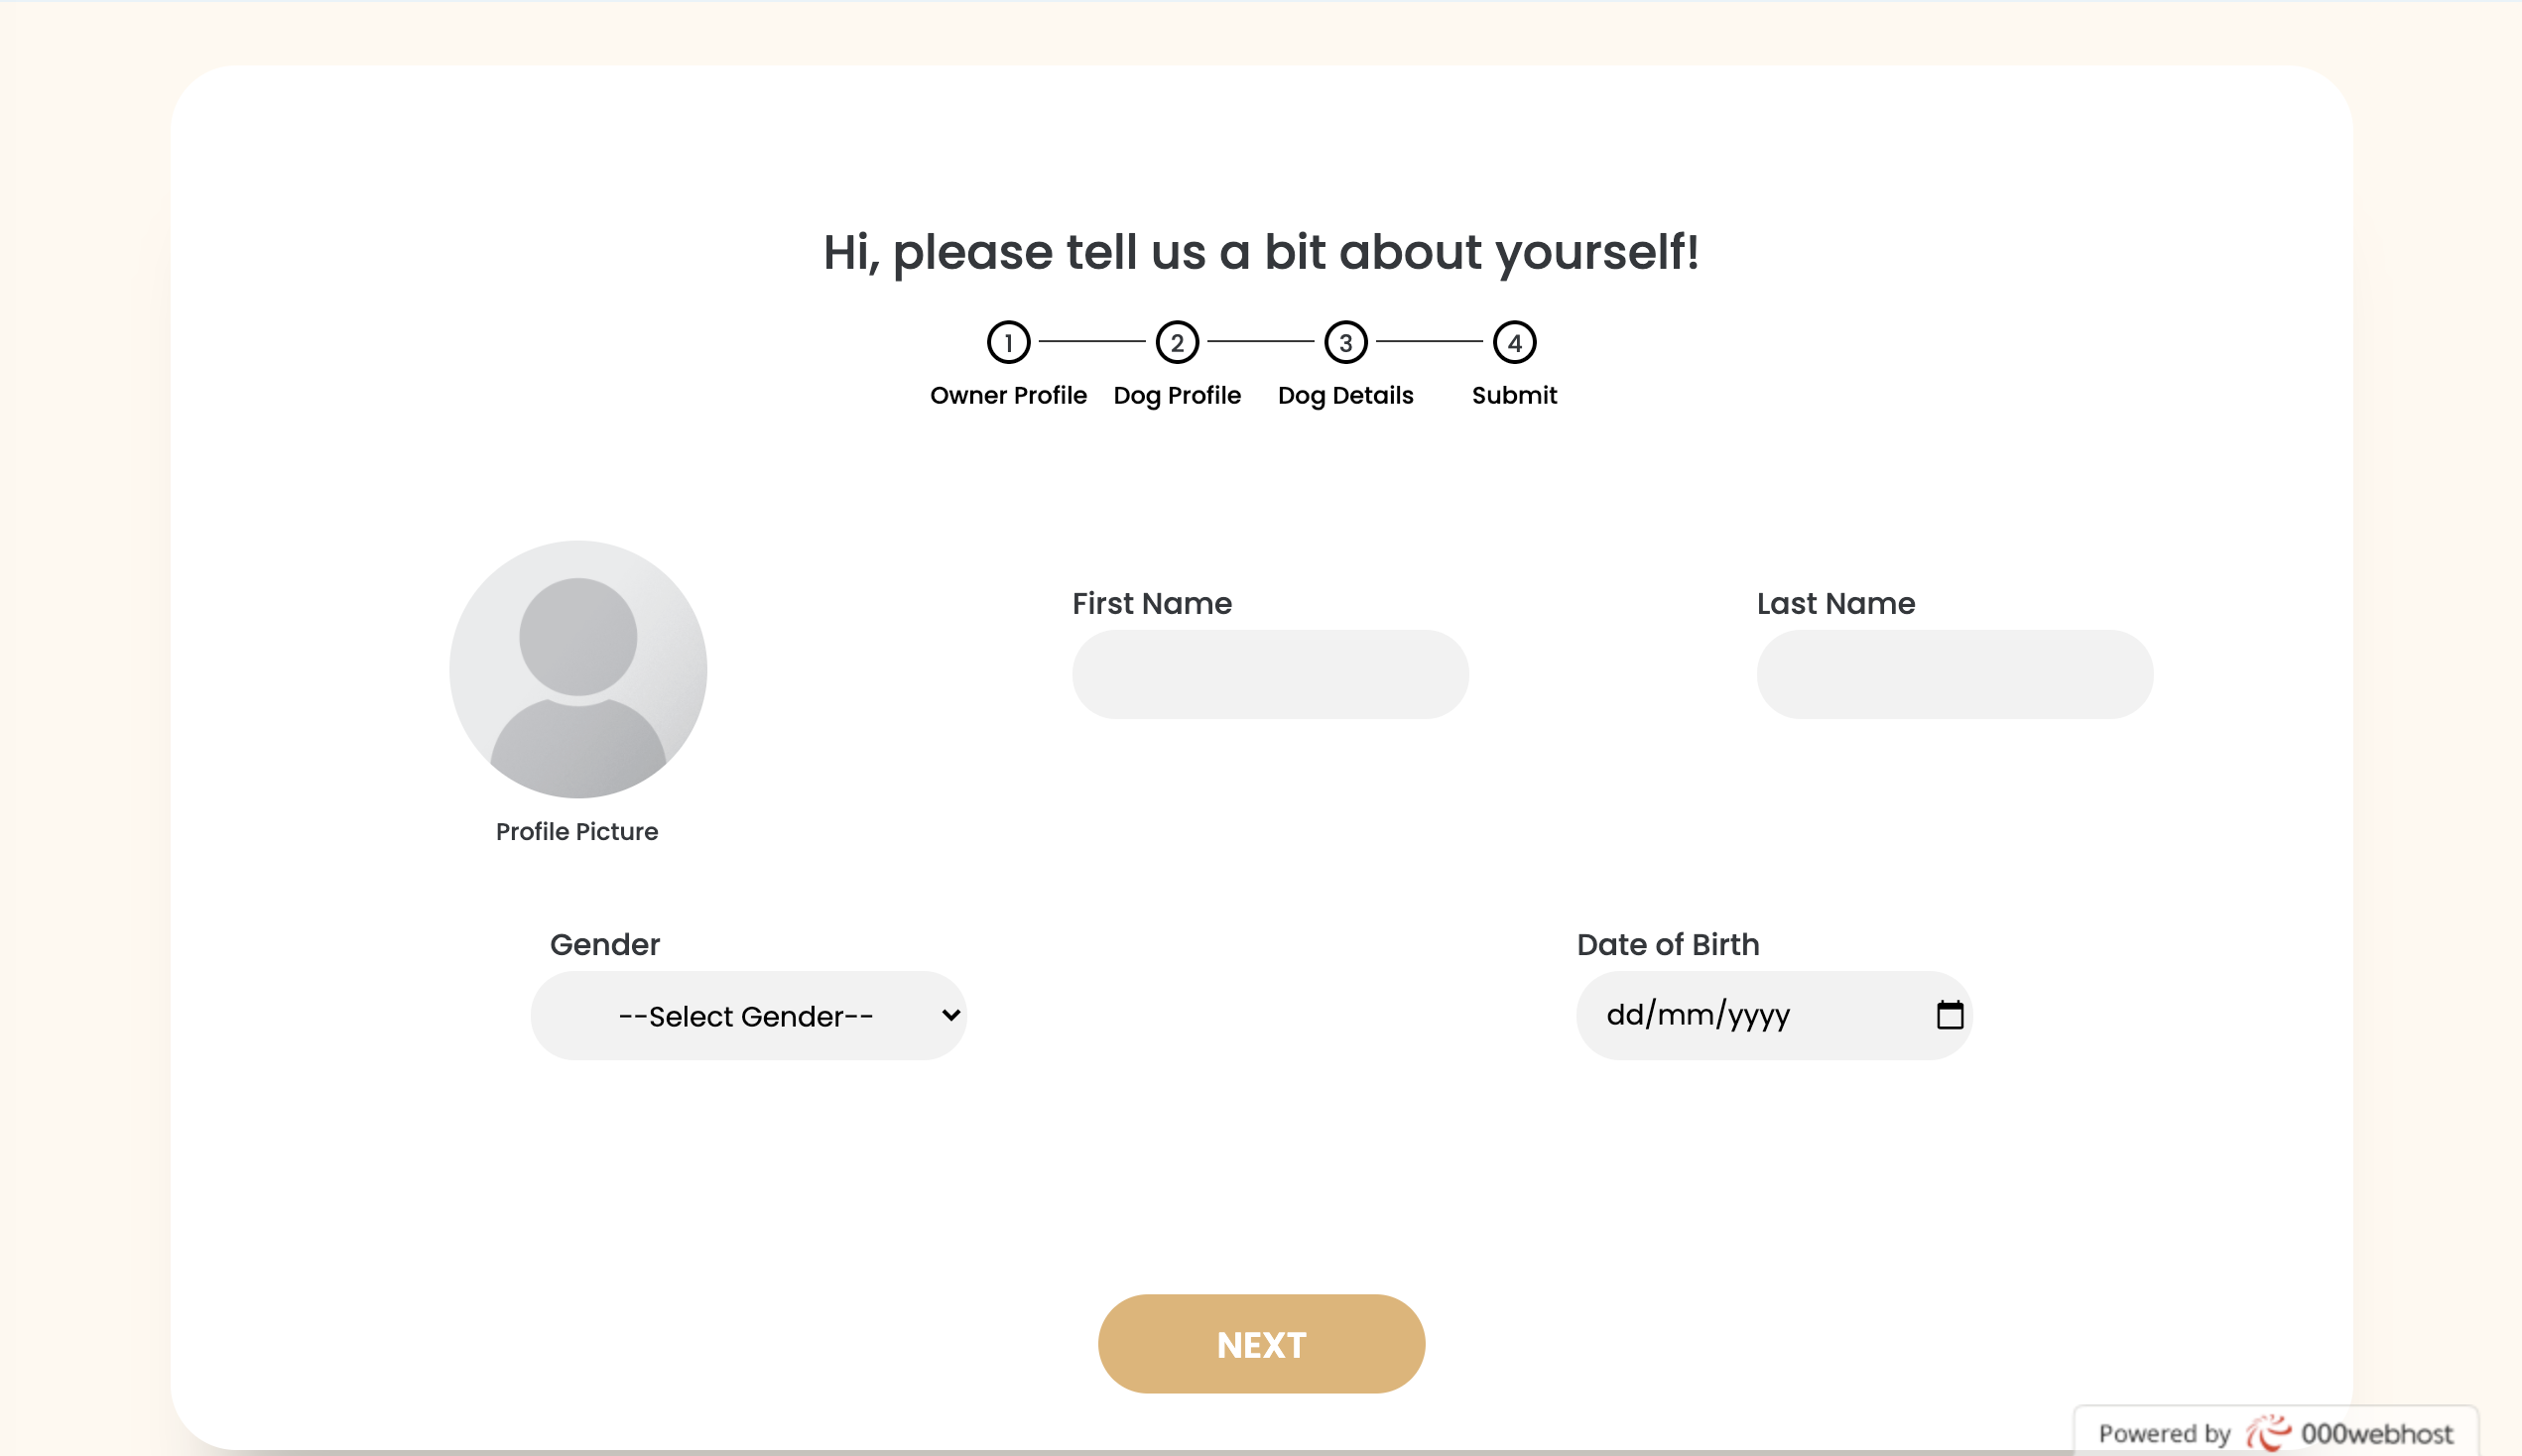 Hi, please tell us a bit about yourself!
1 2 3 4
Owner Profile Dog Profile Dog Details Submit
First Name Last Name
Profile Picture
Gender Date of Birth
--Select Gender-- dd/mm/yyyy
NEXT
Powered by 000webhost